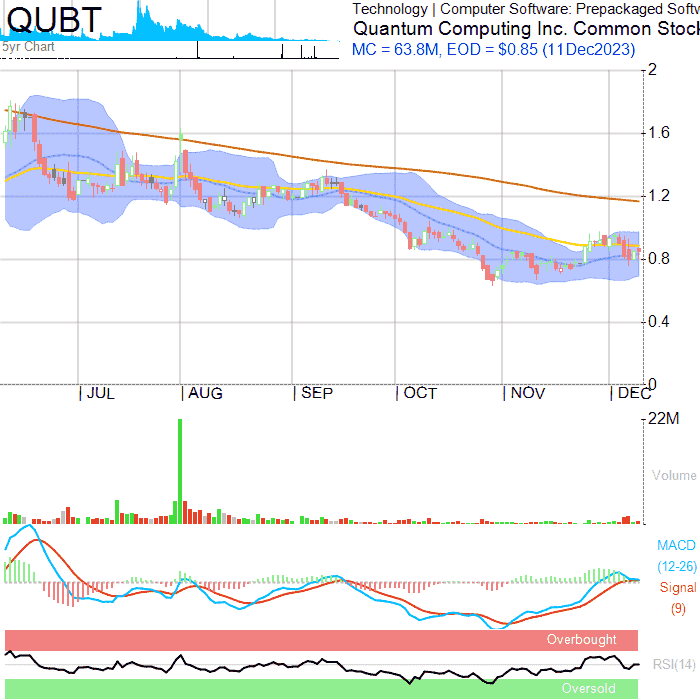 QUBT
5yr Chart
Technology | Computer Software: Prepackaged Softw
Quantum Computing Inc. Common Stock
MC = 63.8M, EOD = $0.85 (11Dec2023)
2
1.6
1.2
0.8
0.4
0
JUL AUG SEP OCT NOV DEC
22M
Volume
MACD
(12-26)
Signal
(9)
Overbought
RSI(14)
Oversold